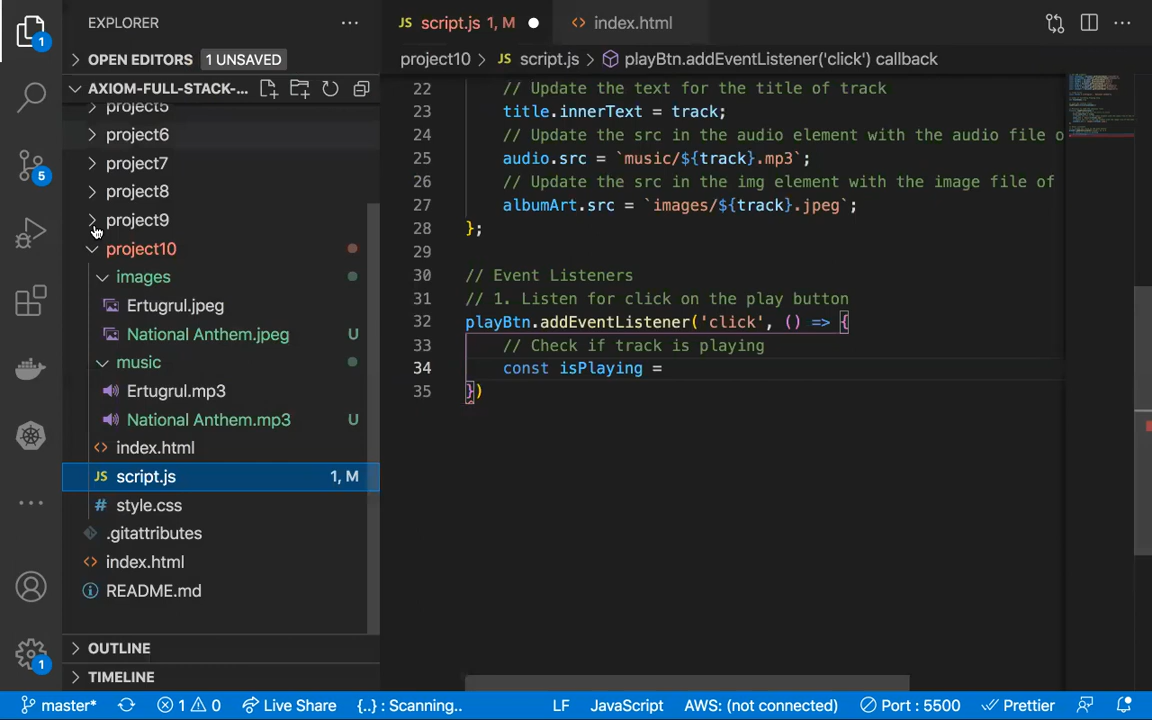 EXPLORER
OPEN EDITORS 1 UNSAVED
AXIOM-FULL-STACK-...
project5
project6
project7
project8
project9
project10
images
Ertugrul.jpeg
National Anthem.jpeg U
music
Ertugrul.mp3
National Anthem.mp3 U
index.html
JS script.js 1, M
# style.css
.gitattributes
index.html
README.md
OUTLINE
TIMELINE
1
5
1
JS script.js 1, M
index.html
project10 > JS script.js > playBtn.addEventListener('click') callback
22 // Update the text for the title of track
23 title.innerText = track;
24 // Update the src in the audio element with the audio file o
25 audio.src = `music/${track}.mp3`;
26 // Update the src in the img element with the image file of
27 albumArt.src = `images/${track}.jpeg`;
28 };
29
30 // Event Listeners
31 // 1. Listen for click on the play button
32 playBtn.addEventListener('click', () => {
33 // Check if track is playing
34 const isPlaying =
35 })
master* 1 0 Live Share {..} : Scanning.. LF JavaScript AWS: (not connected) Port : 5500 Prettier